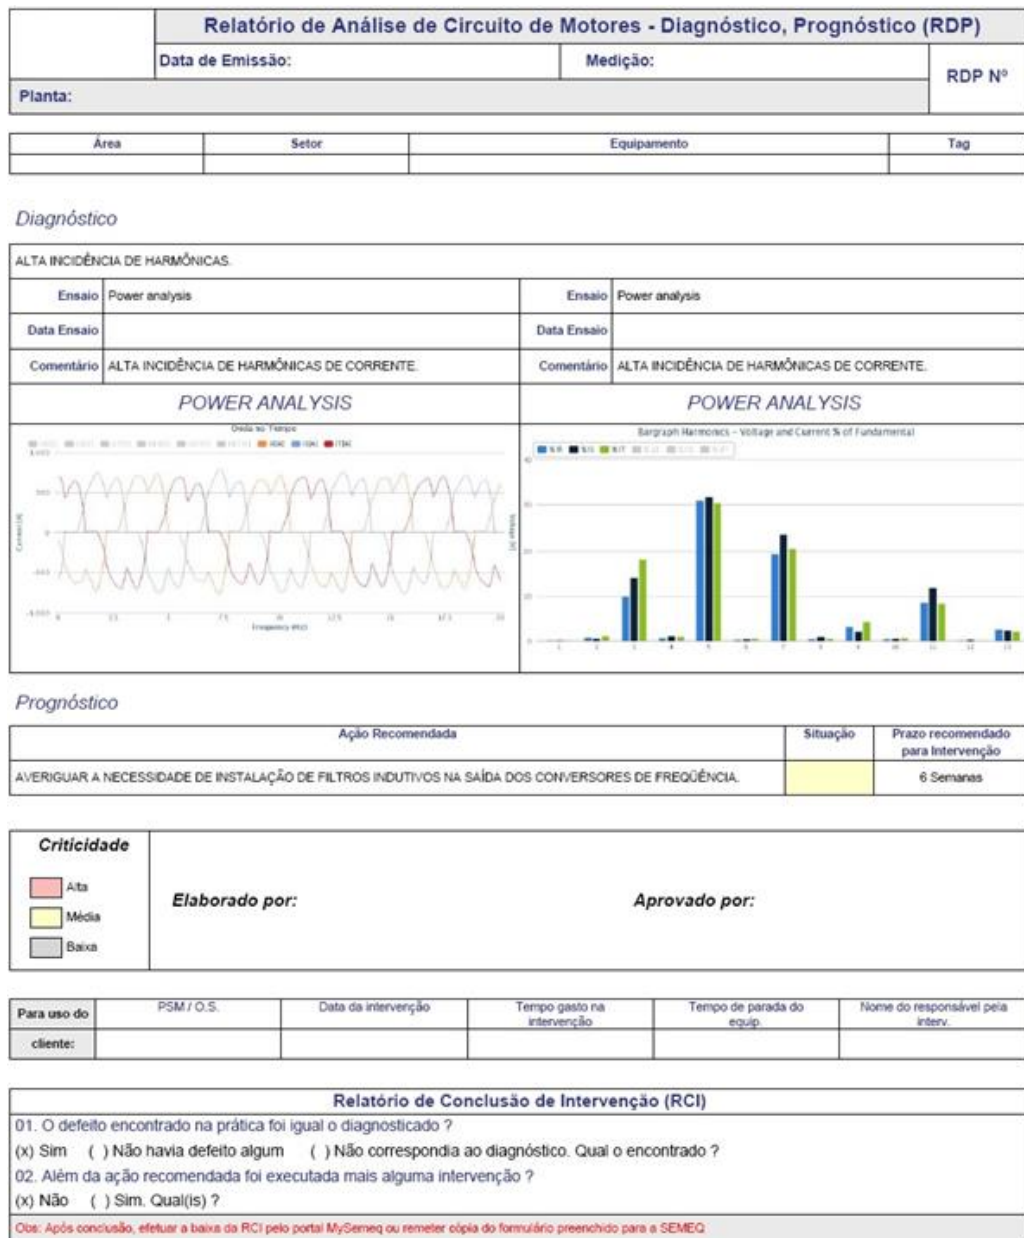 Relatório de Análise de Circuito de Motores - Diagnóstico, Prognóstico (RDP)
Data de Emissão:
Medição:
RDP Nº
Planta:
Área
Setor
Equipamento
Tag
Diagnóstico
ALTA INCIDÊNCIA DE HARMÔNICAS.
Ensaio Power analysis
Ensaio Power analysis
Data Ensaio
Data Ensaio
Comentário ALTA INCIDÊNCIA DE HARMÔNICAS DE CORRENTE.
Comentário ALTA INCIDÊNCIA DE HARMÔNICAS DE CORRENTE.
POWER ANALYSIS
POWER ANALYSIS
Onda no Tempo
Bargraph Harmonics - Voltage and Current % of Fundamental
Frequency (Hz)
Prognóstico
Ação Recomendada
Situação
Prazo recomendado
para Intervenção
AVERIGUAR A NECESSIDADE DE INSTALAÇÃO DE FILTROS INDUTIVOS NA SAÍDA DOS CONVERSORES DE FREQÜÊNCIA.
6 Semanas
Criticidade
Alta
Média
Baixa
Elaborado por:
Aprovado por:
Para uso do
cliente:
PSM / O.S.
Data da intervenção
Tempo gasto na
intervenção
Tempo de parada do
equip.
Nome do responsável pela
interv.
Relatório de Conclusão de Intervenção (RCI)
01. O defeito encontrado na prática foi igual o diagnosticado ?
(x) Sim ( ) Não havia defeito algum ( ) Não correspondia ao diagnóstico. Qual o encontrado ?
02. Além da ação recomendada foi executada mais alguma intervenção ?
(x) Não ( ) Sim. Qual(is) ?
Obs: Após conclusão, efetuar a baixa da RCI pelo portal MySemeq ou remeter cópia do formulário preenchido para a SEMEQ